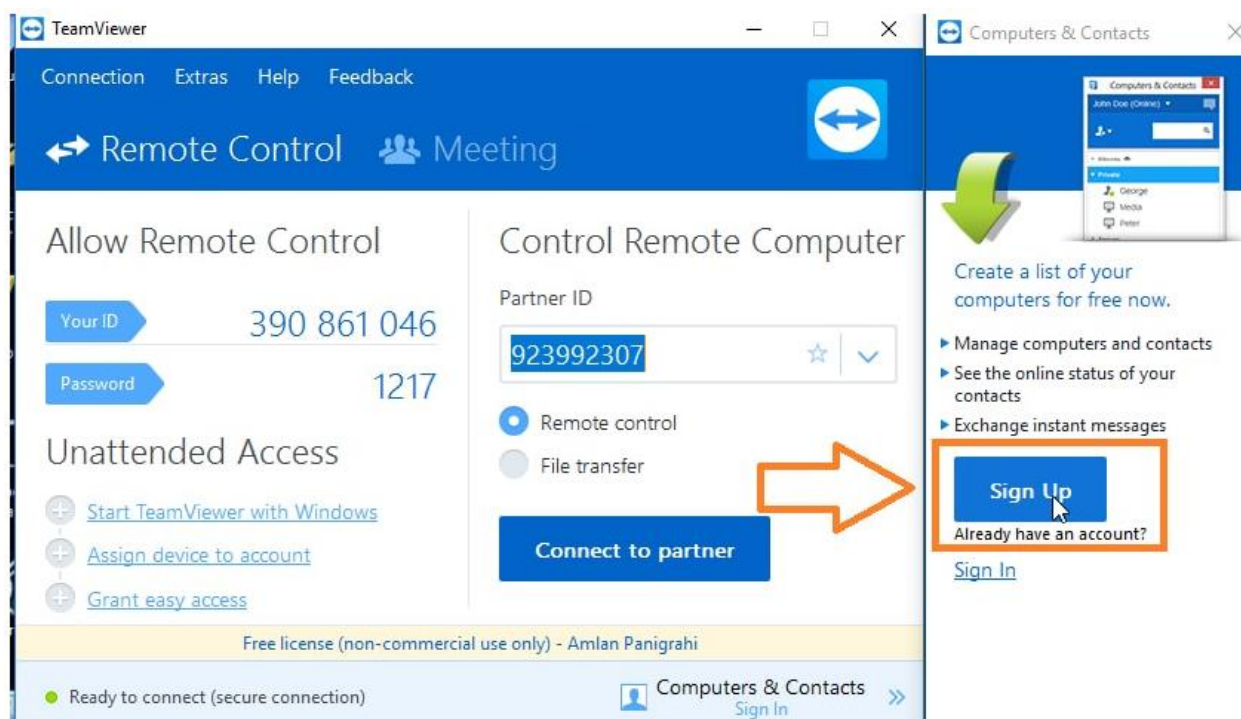 TeamViewer
Connection Extras Help Feedback
Remote Control Meeting
Allow Remote Control
Your ID 390 861 046
Password 1217
Unattended Access
Start TeamViewer with Windows
Assign device to account
Grant easy access
Control Remote Computer
Partner ID
923992307
Remote control
File transfer
Connect to partner
Free license (non-commercial use only) - Amlan Panigrahi
Ready to connect (secure connection)
Computers & Contacts
Sign In
Computers & Contacts
Computers & Contacts
John Doe (Online)
Private
George
Media
Peter
Create a list of your
computers for free now.
Manage computers and contacts
See the online status of your
contacts
Exchange instant messages
Sign Up
Already have an account?
Sign In